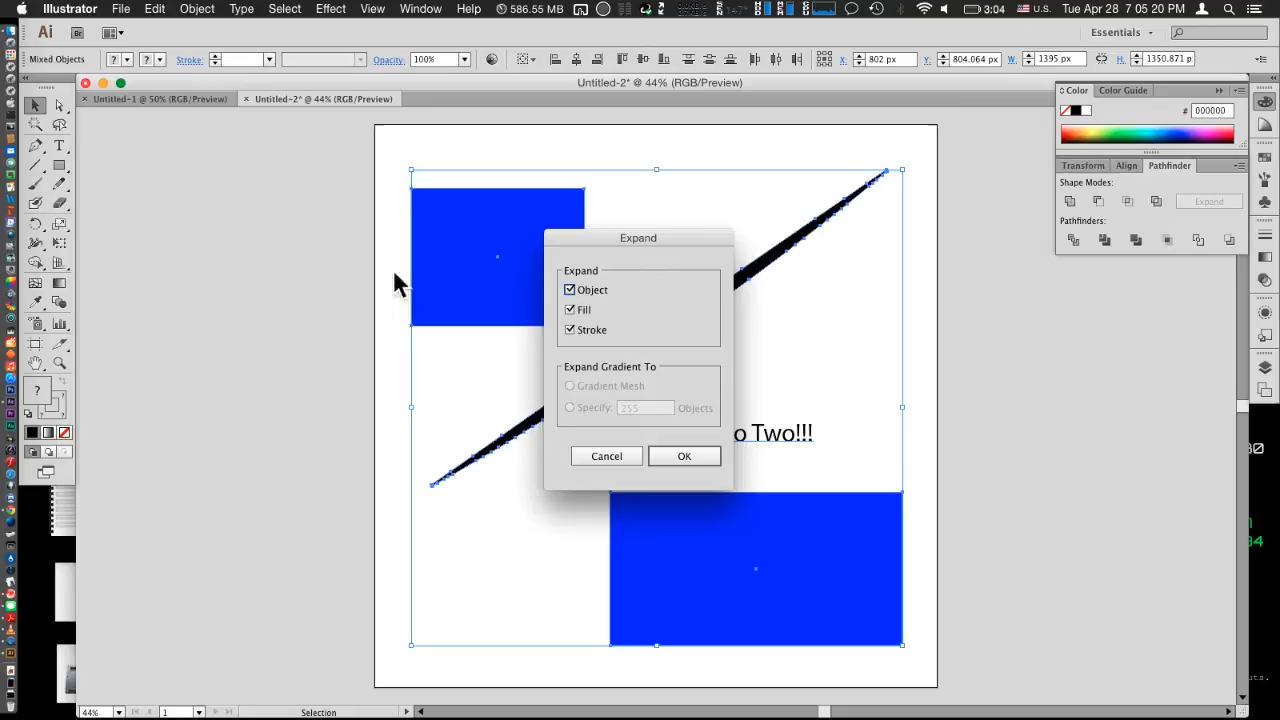 Illustrator File Edit Object Type Select Effect View Window Help 586.55 MB U.S. Tue Apr 28 7 05 20 PM
3:04
Ai Br Essentials
Mixed Objects ? ? Stroke: Opacity: 100% X: 802 px Y: 804.064 px W: 1395 px H: 1350.871 p
Untitled-2* @ 44% (RGB/Preview)
× Untitled-1 @ 50% (RGB/Preview) × Untitled-2* @ 44% (RGB/Preview)
Color Color Guide
# 000000
Transform Align Pathfinder
Shape Modes:
Expand
Pathfinders:
Expand
Expand
Object
Fill
Stroke
Expand Gradient To
Gradient Mesh
Specify: 255 Objects
Cancel OK
o Two!!!
T
?
44% 1 Selection